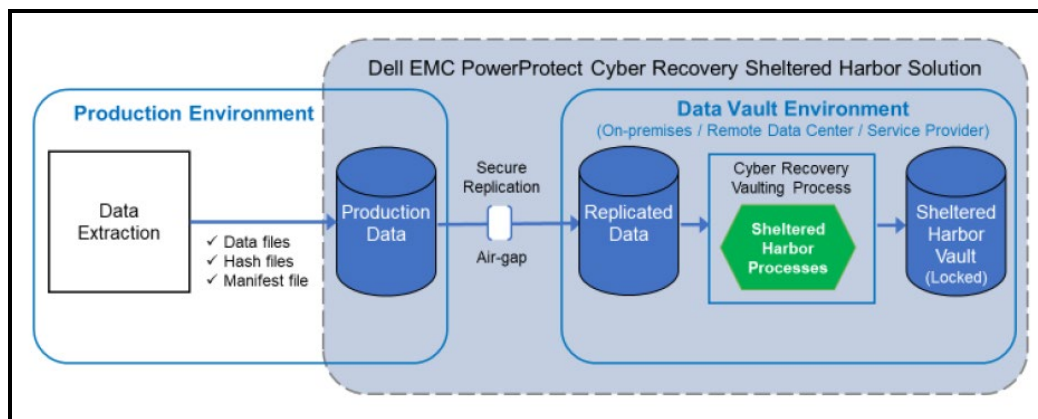 Dell EMC PowerProtect Cyber Recovery Sheltered Harbor Solution
Production Environment
Data
Extraction
✓ Data files
✓ Hash files
✓ Manifest file
Production
Data
Secure
Replication
Air-gap
Data Vault Environment
(On-premises / Remote Data Center / Service Provider)
Replicated
Data
Cyber Recovery
Vaulting Process
Sheltered
Harbor
Processes
Sheltered
Harbor
Vault
(Locked)